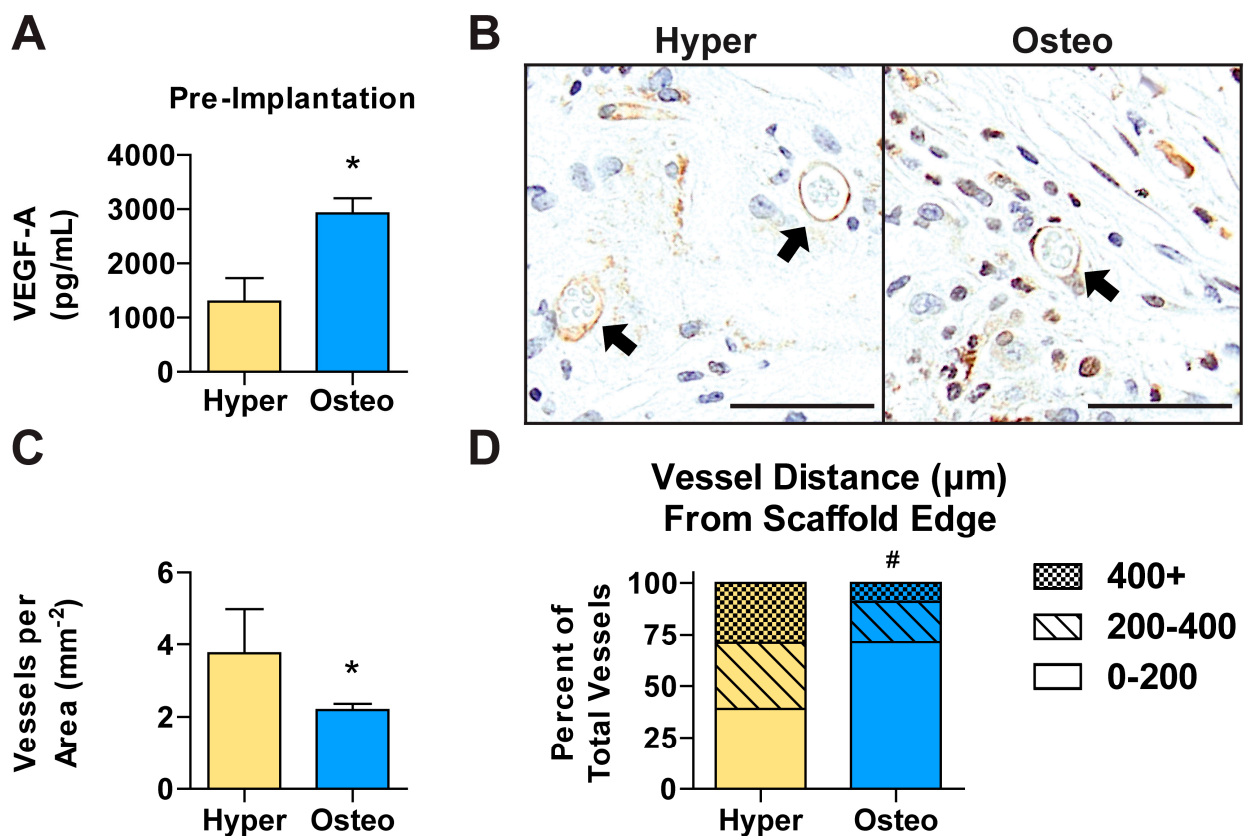 A
Pre-Implantation
VEGF-A
(pg/mL)
4000
3000
2000
1000
0
*
Hyper Osteo
B
Hyper Osteo
C
Vessels per
Area (mm-2)
6
4
2
0
*
Hyper Osteo
D
Vessel Distance (µm)
From Scaffold Edge
Percent of
Total Vessels
100
75
50
25
0
#
Hyper Osteo
400+
200-400
0-200